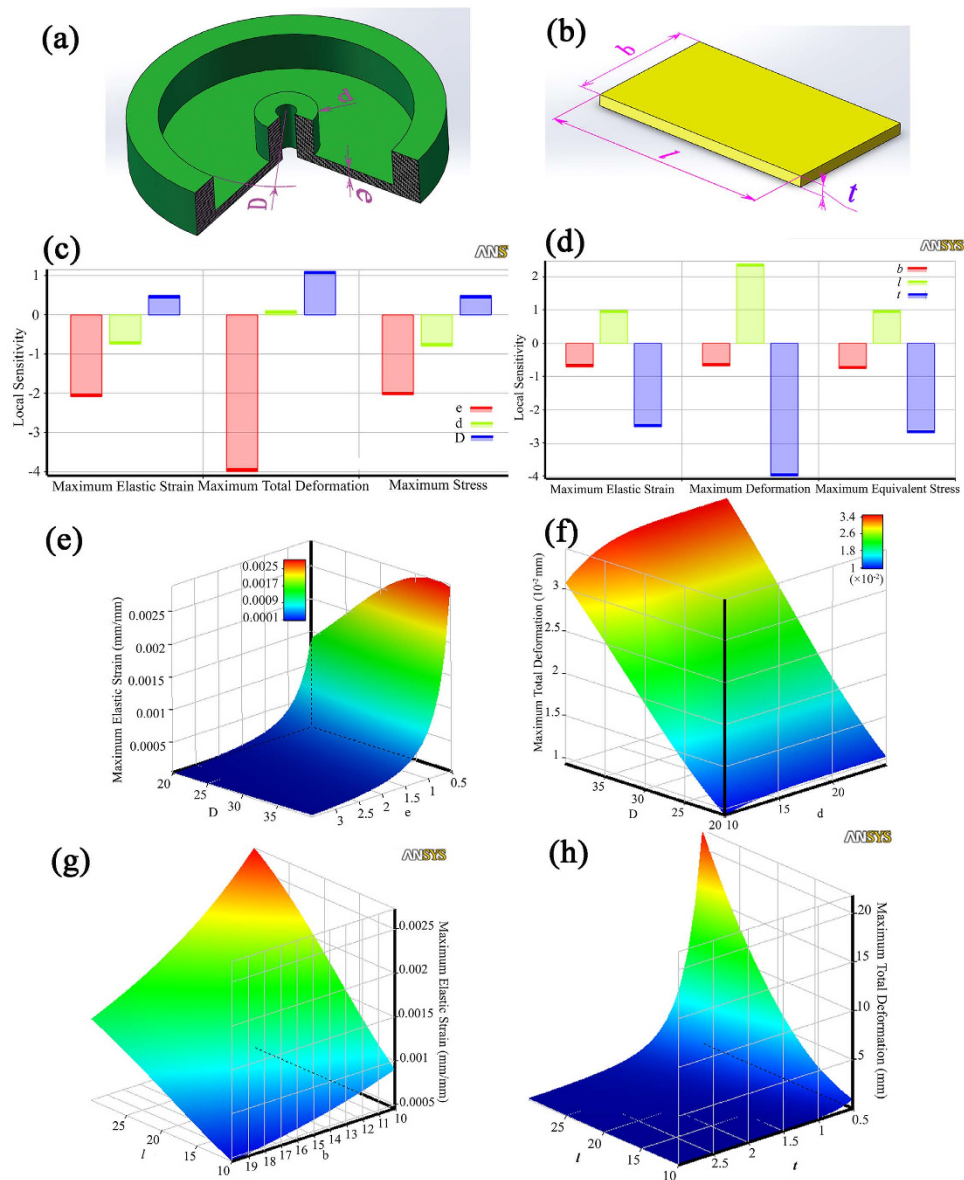 (a)
d
D
e
(b)
b
l
t
(c)
ANS
1
0
-1
-2
-3
-4
Local Sensitivity
e
d
D
Maximum Elastic Strain Maximum Total Deformation Maximum Stress
(d)
ANSYS
2
1
0
-1
-2
-3
-4
Local Sensitivity
b
l
t
Maximum Elastic Strain Maximum Deformation Maximum Equivalent Stress
(e)
0.0025
0.0017
0.0009
0.0001
Maximum Elastic Strain (mm/mm)
0.0025
0.002
0.0015
0.001
0.0005
20 25 30 35
D
3 2.5 2 1.5 1 0.5
e
(f)
3.4
2.6
1.8
1
(×10⁻²)
Maximum Total Deformation (10⁻² mm)
3
2.5
2
1.5
1
35 30 25 20
D
10 15 20
d
(g)
ANSYS
0.0025
0.002
0.0015
0.001
0.0005
Maximum Elastic Strain (mm/mm)
25 20 15 10
l
19 18 17 16 15 14 13 12 11 10
b
(h)
ANSYS
20
15
10
5
Maximum Total Deformation (mm)
25 20 15 10
l
2.5 2 1.5 1 0.5
t